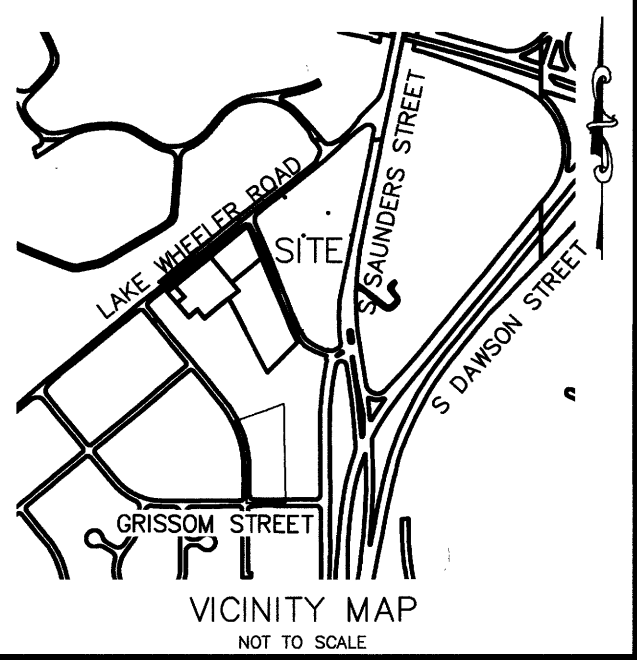 S SAUNDERS STREET
LAKE WHEELER ROAD
SITE
S DAWSON STREET
GRISSOM STREET
VICINITY MAP
NOT TO SCALE